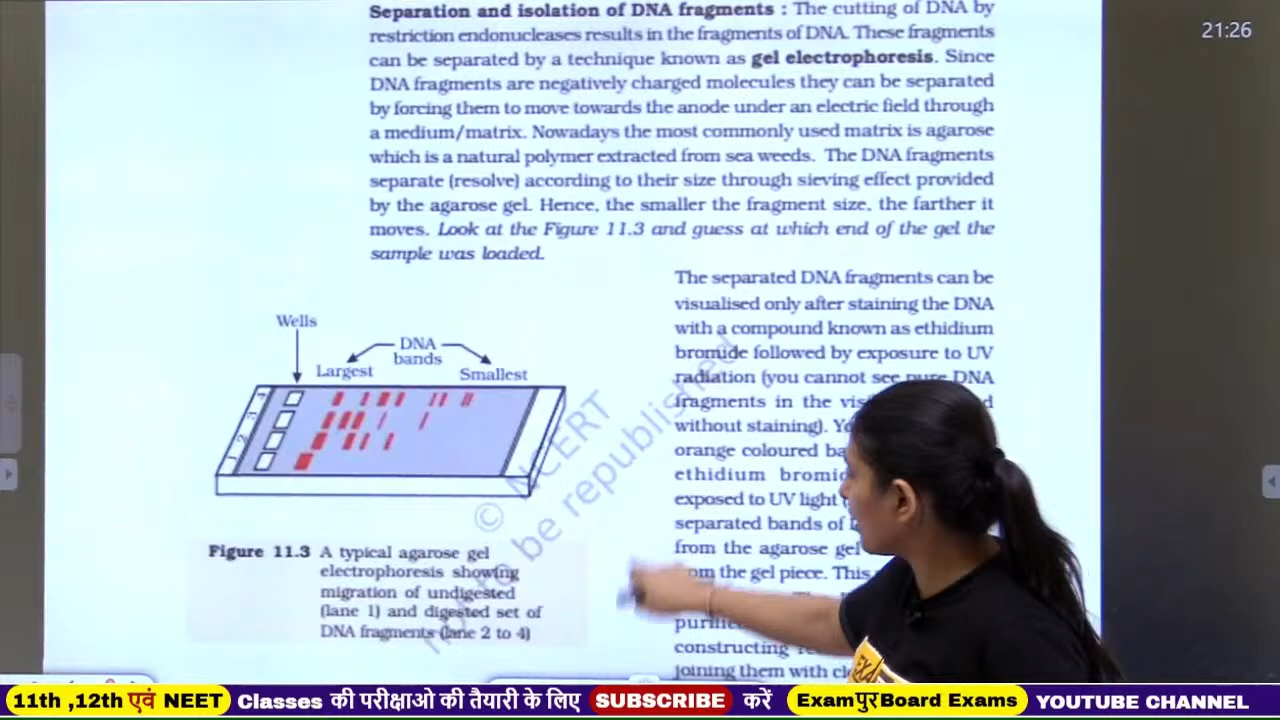 21:26
Separation and isolation of DNA fragments : The cutting of DNA by
restriction endonucleases results in the fragments of DNA. These fragments
can be separated by a technique known as gel electrophoresis. Since
DNA fragments are negatively charged molecules they can be separated
by forcing them to move towards the anode under an electric field through
a medium/matrix. Nowadays the most commonly used matrix is agarose
which is a natural polymer extracted from sea weeds. The DNA fragments
separate (resolve) according to their size through sieving effect provided
by the agarose gel. Hence, the smaller the fragment size, the farther it
moves. Look at the Figure 11.3 and guess at which end of the gel the
sample was loaded.
Wells
DNA
bands
Largest
Smallest
2
1
Figure 11.3 A typical agarose gel
electrophoresis showing
migration of undigested
(lane 1) and digested set of
DNA fragments (lane 2 to 4)
The separated DNA fragments can be
visualised only after staining the DNA
with a compound known as ethidium
bromide followed by exposure to UV
radiation (you cannot see pure DNA
fragments in the
without staining).
orange coloured
ethidium
exposed to UV light
separated bands of
from the agarose gel
from the gel piece. This
constructing
joining them with
© NCERT
not to be republished
11th ,12th एवं NEET Classes की परीक्षाओ की तैयारी के लिए SUBSCRIBE करें Examपुर Board Exams YOUTUBE CHANNEL